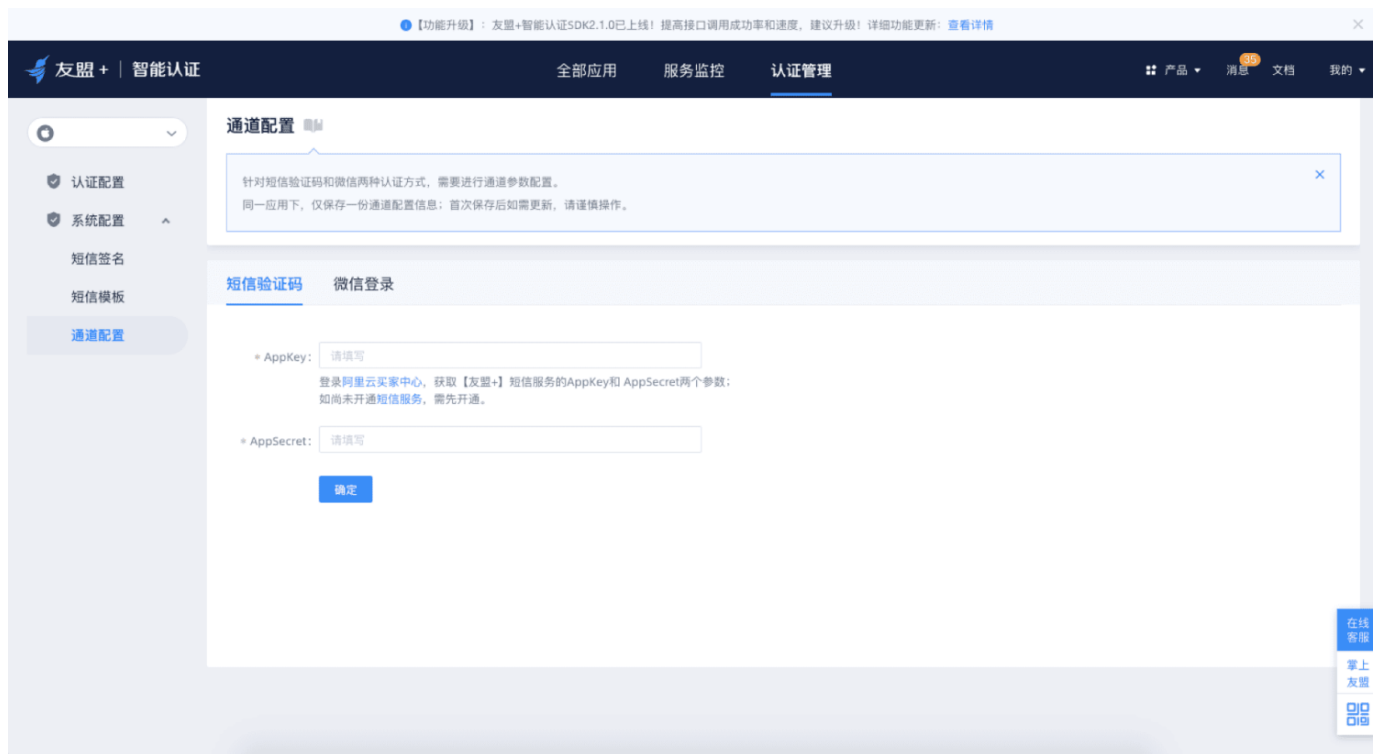 【功能升级】：友盟+智能认证SDK2.1.0已上线！提高接口调用成功率和速度，建议升级！详细功能更新：查看详情
友盟+ | 智能认证 全部应用 服务监控 认证管理 产品 消息 35 文档 我的
通道配置
针对短信验证码和微信两种认证方式，需要进行通道参数配置。
同一应用下，仅保存一份通道配置信息；首次保存后如需更新，请谨慎操作。
认证配置
系统配置
短信签名
短信模板
通道配置
短信验证码 微信登录
* AppKey： 请填写
登录阿里云买家中心，获取【友盟+】短信服务的AppKey和 AppSecret两个参数；
如尚未开通短信服务，需先开通。
* AppSecret： 请填写
确定
在线
客服
掌上
友盟